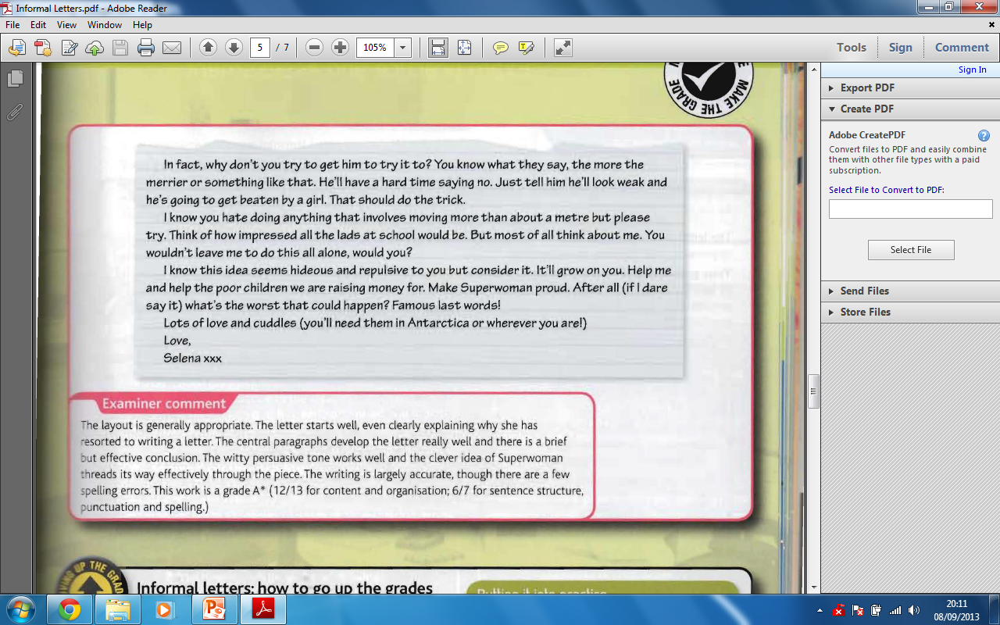 Informal Letters.pdf - Adobe Reader
File Edit View Window Help
5 / 7
105%
Tools
Sign
Comment
Sign In
Export PDF
Create PDF
Adobe CreatePDF
Convert files to PDF and easily combine
them with other file types with a paid
subscription.
Select File to Convert to PDF:
Select File
Send Files
Store Files
MAKE THE GRADE
In fact, why don't you try to get him to try it to? You know what they say, the more the
merrier or something like that. He'll have a hard time saying no. Just tell him he'll look weak and
he's going to get beaten by a girl. That should do the trick.
I know you hate doing anything that involves moving more than about a metre but please
try. Think of how impressed all the lads at school would be. But most of all think about me. You
wouldn't leave me to do this all alone, would you?
I know this idea seems hideous and repulsive to you but consider it. It'll grow on you. Help me
and help the poor children we are raising money for. Make Superwoman proud. After all (if I dare
say it) what's the worst that could happen? Famous last words!
Lots of love and cuddles (you'll need them in Antarctica or wherever you are!)
Love,
Selena xxx
Examiner comment
The layout is generally appropriate. The letter starts well, even clearly explaining why she has
resorted to writing a letter. The central paragraphs develop the letter really well and there is a brief
but effective conclusion. The witty persuasive tone works well and the clever idea of Superwoman
threads its way effectively through the piece. The writing is largely accurate, though there are a few
spelling errors. This work is a grade A* (12/13 for content and organisation; 6/7 for sentence structure,
punctuation and spelling.)
UP THE
Informal letters: how to go up the grades
Putting it into practice
20:11
08/09/2013